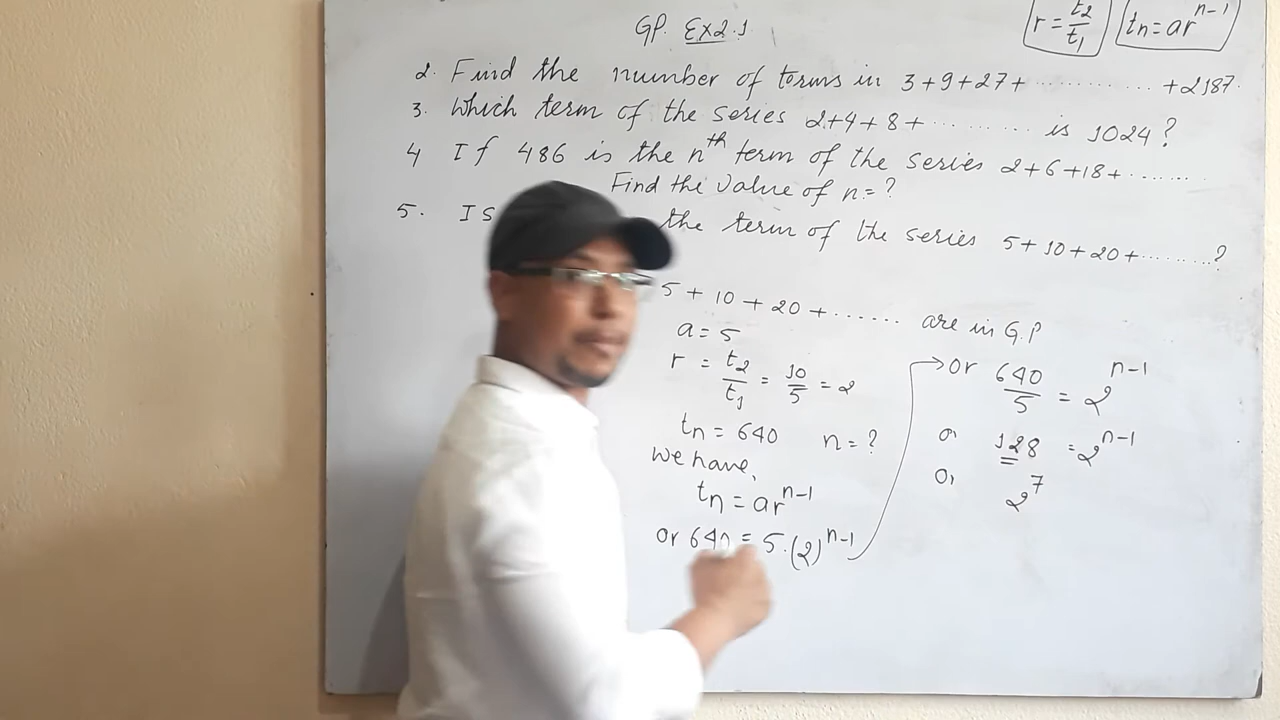 GP. Ex2.1
r = t2/t1
tn = ar^n-1
2. Find the number of terms in 3+9+27+ ............ +2187.
3. Which term of the series 2+4+8+ ......... is 1024 ?
4 If 486 is the nth term of the series 2+6+18+ .......
Find the value of n = ?
5. Is the term of the series 5+10+20+.........?
5 + 10 + 20 + ...... are in G.P
a = 5
r = t2/t1 = 10/5 = 2
tn = 640 n = ?
We have,
tn = ar^n-1
or 640 = 5.(2)^n-1
or 640/5 = 2^n-1
or 128 = 2^n-1
or 2^7